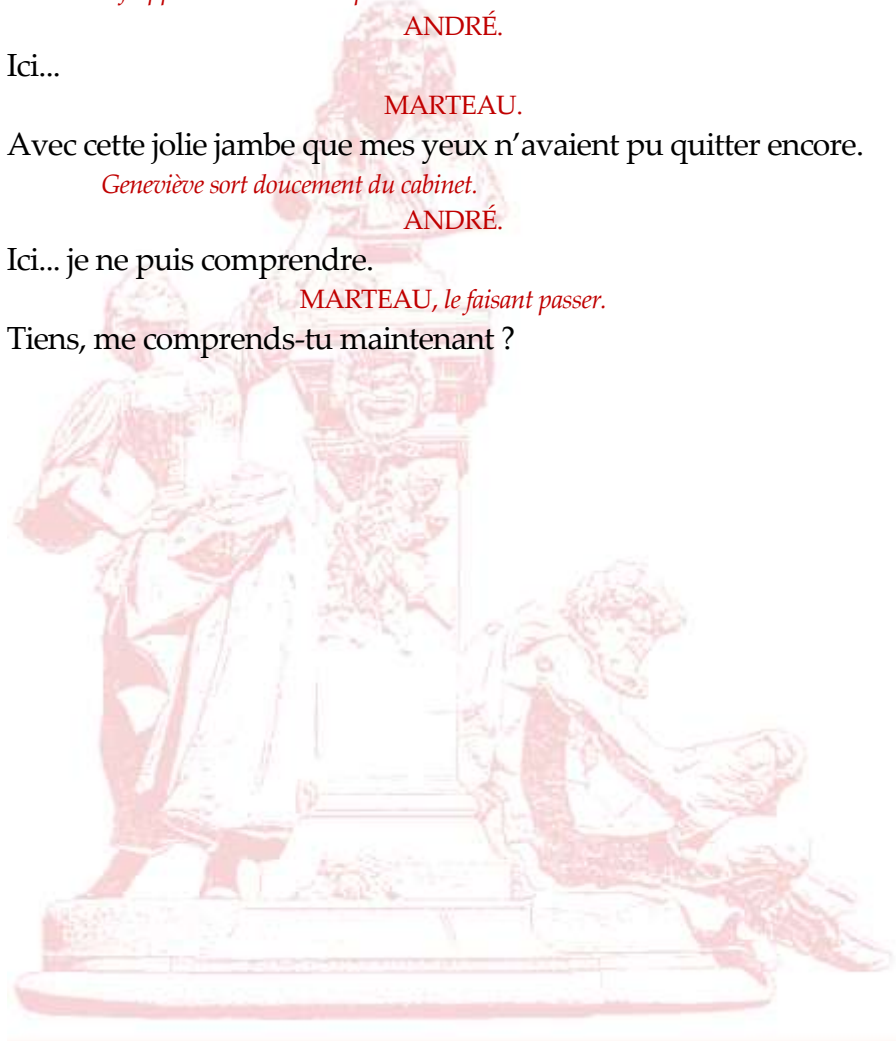 ANDRÉ.
Ici...
MARTEAU.
Avec cette jolie jambe que mes yeux n’avaient pu quitter encore.
Geneviève sort doucement du cabinet.
ANDRÉ.
Ici... je ne puis comprendre.
MARTEAU, le faisant passer.
Tiens, me comprends-tu maintenant ?